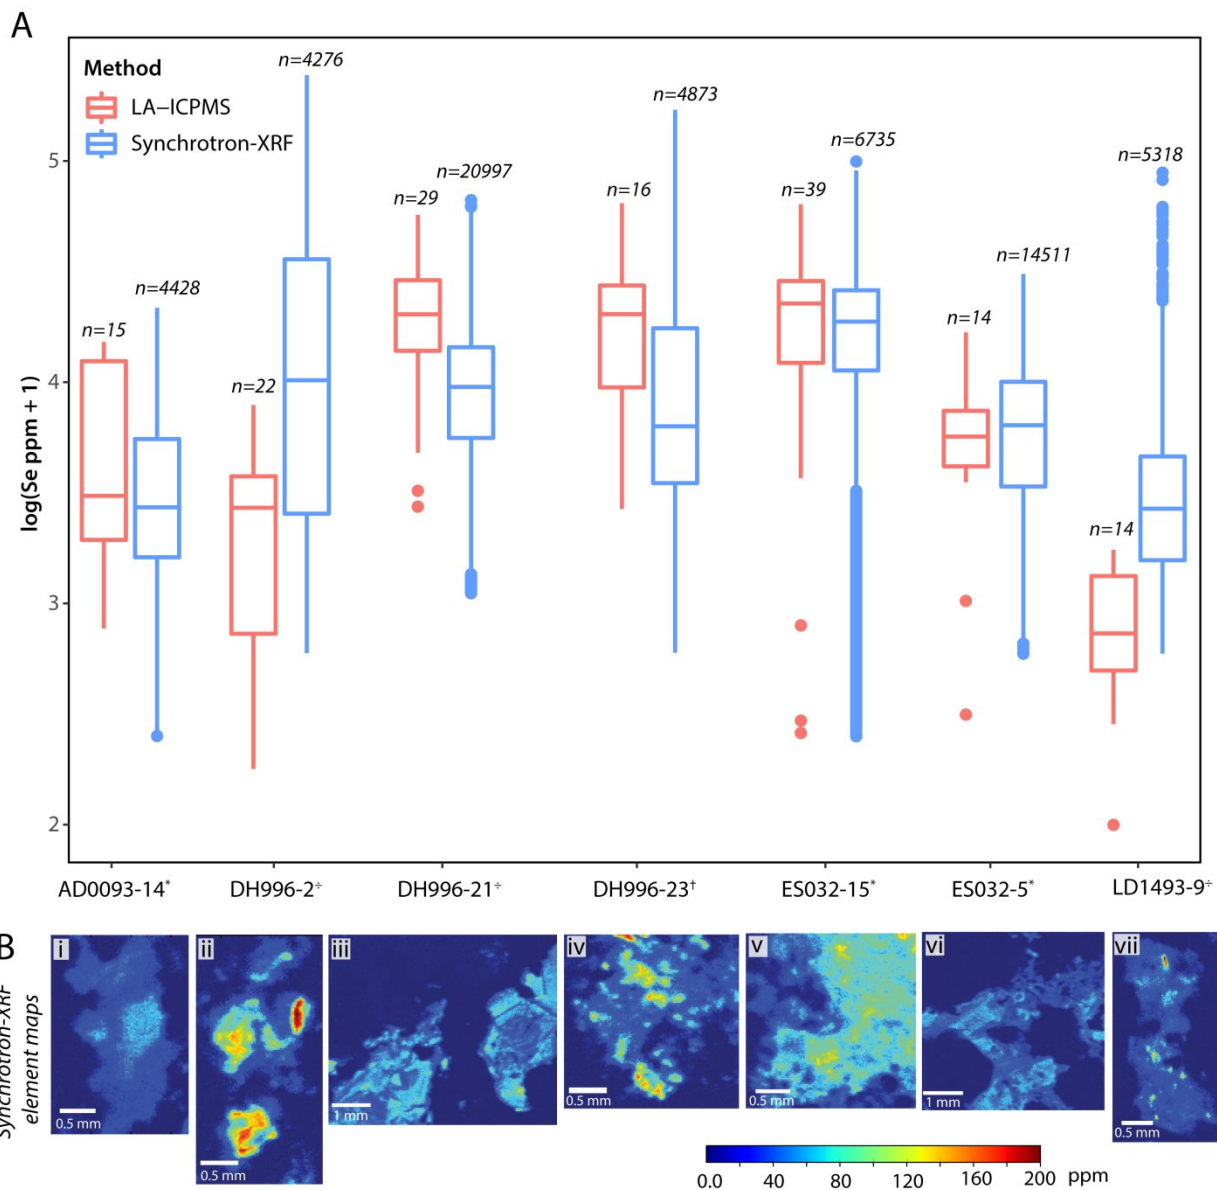 A
Method
LA–ICPMS
Synchrotron-XRF
n=15
n=4428
n=22
n=4276
n=29
n=20997
n=16
n=4873
n=39
n=6735
n=14
n=14511
n=14
n=5318
log(Se ppm + 1)
5
4
3
2
AD0093-14*
DH996-2÷
DH996-21÷
DH996-23†
ES032-15*
ES032-5*
LD1493-9÷
B
Synchrotron-XRF
element maps
i
0.5 mm
ii
0.5 mm
iii
1 mm
iv
0.5 mm
v
0.5 mm
vi
1 mm
vii
0.5 mm
0.0 40 80 120 160 200 ppm